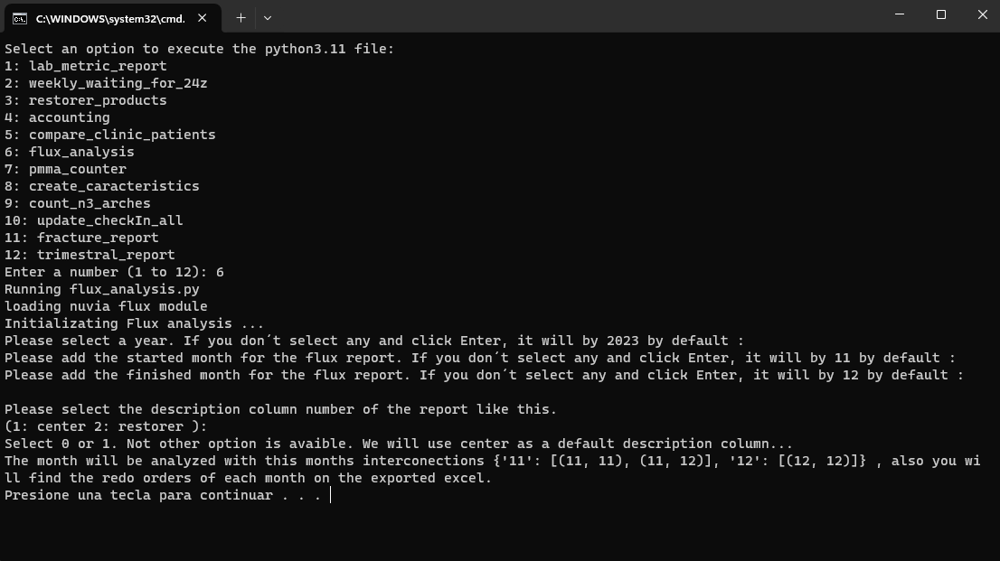 C:\WINDOWS\system32\cmd.
Select an option to execute the python3.11 file:
1: lab_metric_report
2: weekly_waiting_for_24z
3: restorer_products
4: accounting
5: compare_clinic_patients
6: flux_analysis
7: pmma_counter
8: create_caracteristics
9: count_n3_arches
10: update_checkIn_all
11: fracture_report
12: trimestral_report
Enter a number (1 to 12): 6
Running flux_analysis.py
loading nuvia flux module
Initializating Flux analysis ...
Please select a year. If you don´t select any and click Enter, it will by 2023 by default :
Please add the started month for the flux report. If you don´t select any and click Enter, it will by 11 by default :
Please add the finished month for the flux report. If you don´t select any and click Enter, it will by 12 by default :
Please select the description column number of the report like this.
(1: center 2: restorer ):
Select 0 or 1. Not other option is avaible. We will use center as a default description column...
The month will be analyzed with this months interconections {'11': [(11, 11), (11, 12)], '12': [(12, 12)]} , also you wi
ll find the redo orders of each month on the exported excel.
Presione una tecla para continuar . . .